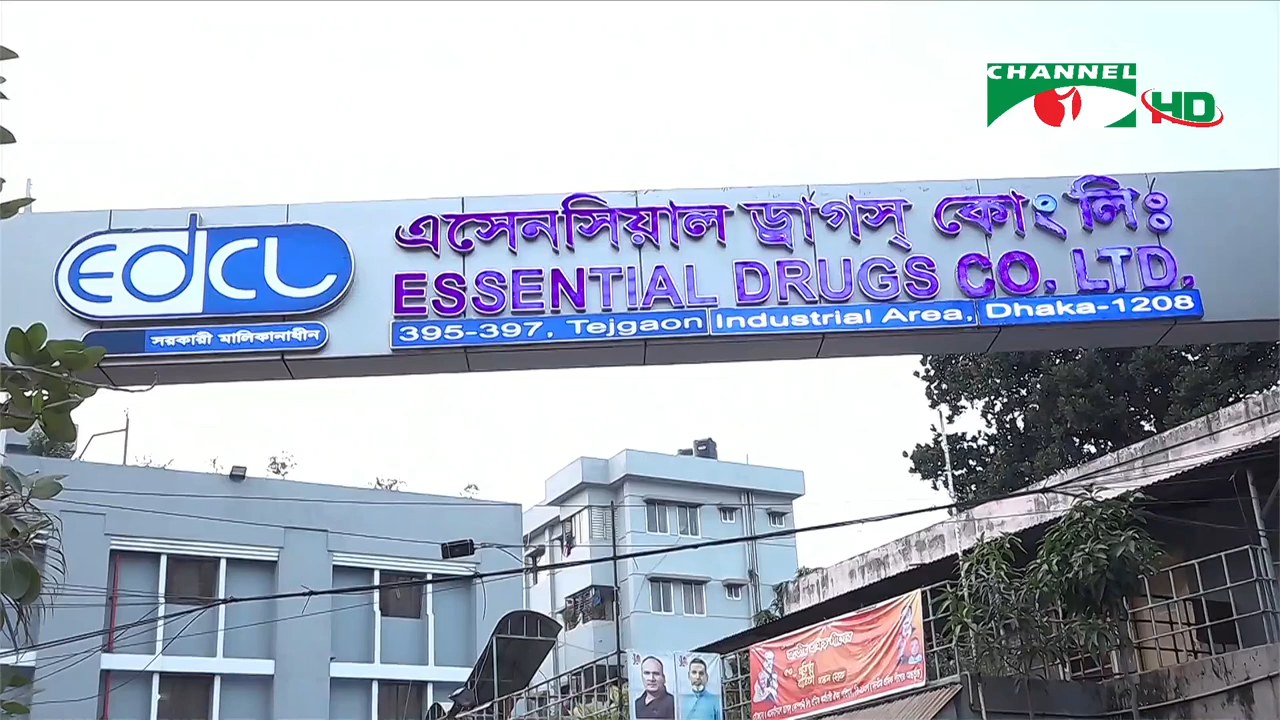 CHANNEL i HD
এসেনসিয়াল ড্রাগস্ কোং লিঃ
edcl
ESSENTIAL DRUGS CO. LTD.
395-397, Tejgaon Industrial Area, Dhaka-1208
সরকারী মালিকানাধীন